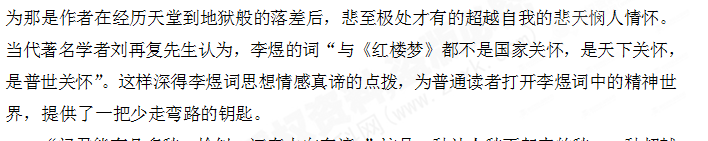 为那是作者在经历天堂到地狱般的落差后，悲至极处才有的超越自我的悲天悯人情怀。
当代著名学者刘再复先生认为，李煜的词“与《红楼梦》都不是国家关怀，是天下关怀，
是普世关怀”。这样深得李煜词思想情感真谛的点拨，为普通读者打开李煜词中的精神世
界，提供了一把少走弯路的钥匙。